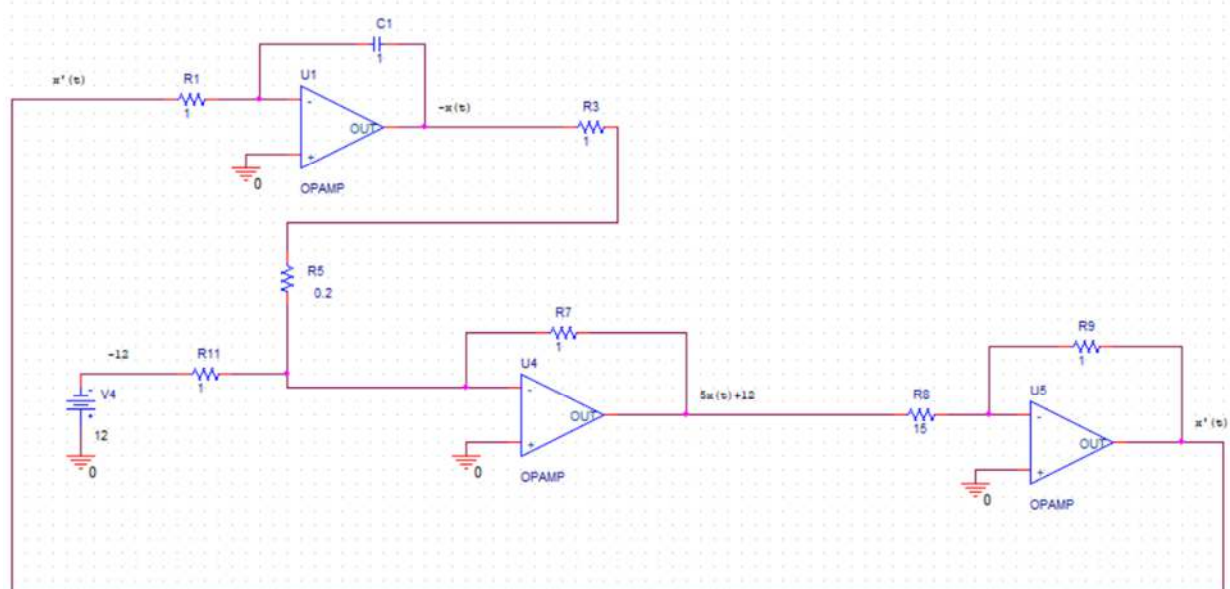 C1
1
x'(t)
R1
1
U1
-
OUT
+
0
OPAMP
-x(t)
R3
1
R5
0.2
-12
R11
1
V4
-
+
12
0
R7
1
U4
-
OUT
+
0
OPAMP
5x(t)+12
R8
15
R9
1
U5
-
OUT
+
0
OPAMP
x'(t)